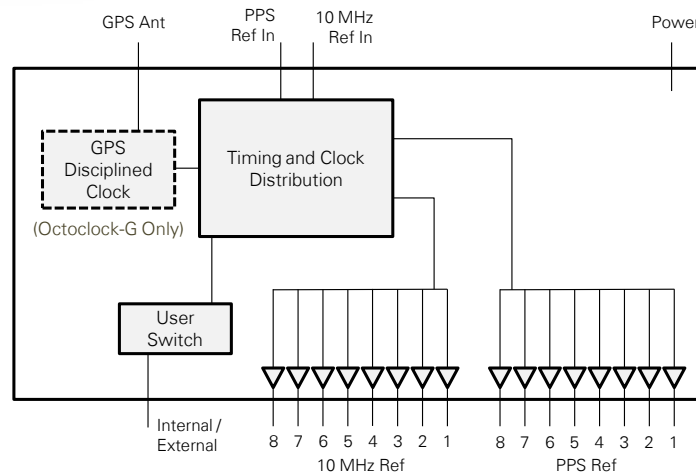 GPS Ant
PPS
Ref In
10 MHz
Ref In
Power
GPS
Disciplined
Clock
(Octoclock-G Only)
Timing and Clock
Distribution
User
Switch
Internal /
External
8 7 6 5 4 3 2 1
10 MHz Ref
8 7 6 5 4 3 2 1
PPS Ref